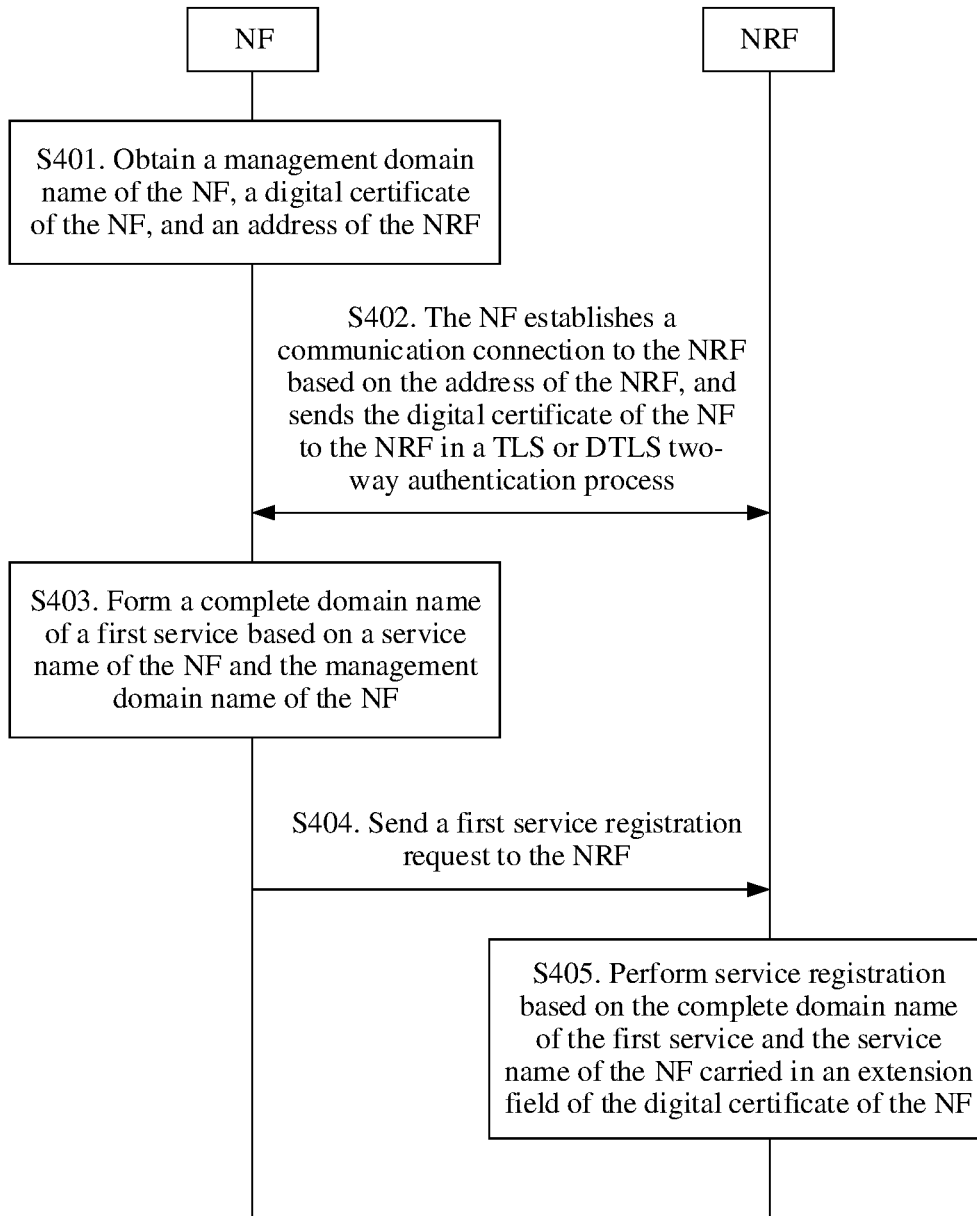 NF
NRF
S401. Obtain a management domain
name of the NF, a digital certificate
of the NF, and an address of the NRF
S402. The NF establishes a
communication connection to the NRF
based on the address of the NRF, and
sends the digital certificate of the NF
to the NRF in a TLS or DTLS two-
way authentication process
S403. Form a complete domain name
of a first service based on a service
name of the NF and the management
domain name of the NF
S404. Send a first service registration
request to the NRF
S405. Perform service registration
based on the complete domain name
of the first service and the service
name of the NF carried in an extension
field of the digital certificate of the NF